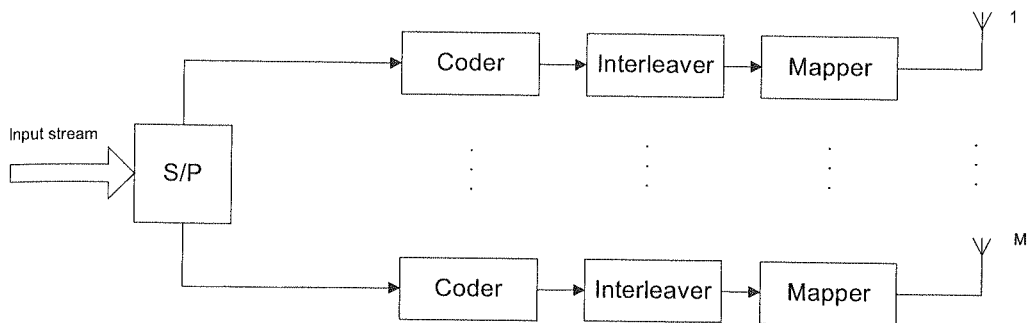 1
Coder Interleaver Mapper
Input stream
S/P
M
Coder Interleaver Mapper